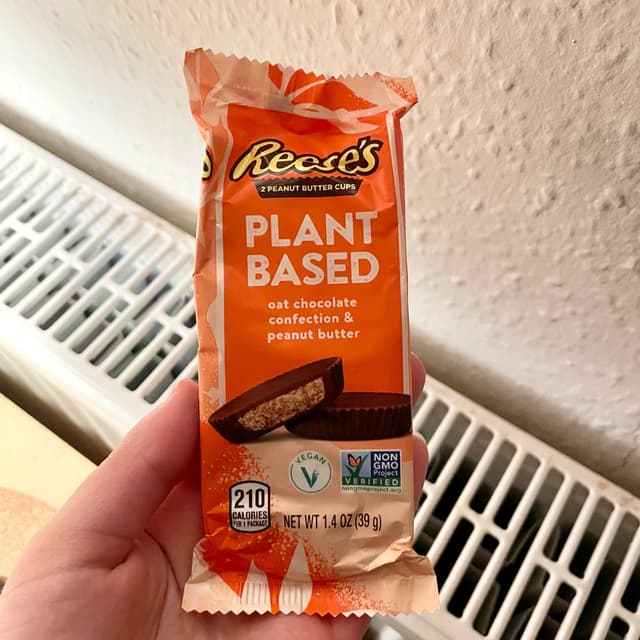 Reese's
2 PEANUT BUTTER CUPS
PLANT
BASED
oat chocolate
confection &
peanut butter
VEGAN
V
NON
GMO
Project
VERIFIED
nongmoproject.org
210
CALORIES
PER 1 PACKAGE
NET WT 1.4 OZ (39 g)